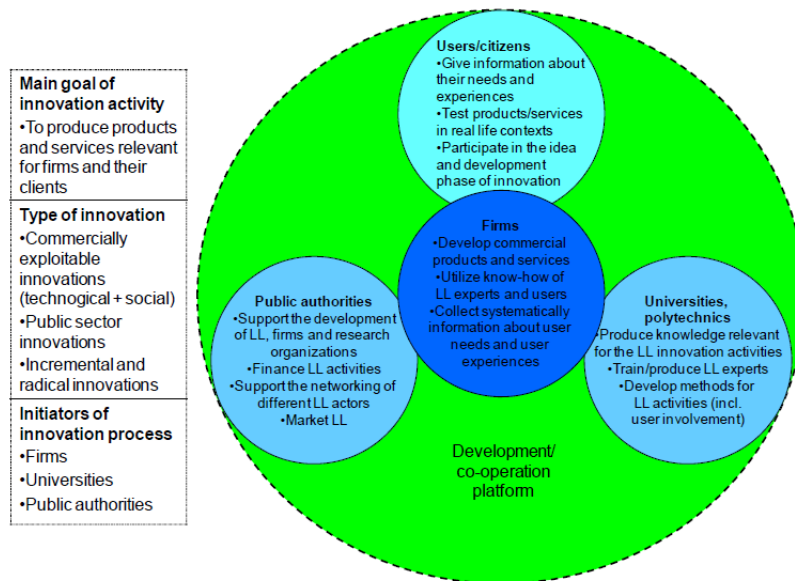 Main goal of
innovation activity
•To produce products
and services relevant
for firms and their
clients
Type of innovation
•Commercially
exploitable
innovations
(technogical + social)
•Public sector
innovations
•Incremental and
radical innovations
Initiators of
innovation process
•Firms
•Universities
•Public authorities
Users/citizens
•Give information about
their needs and
experiences
•Test products/services
in real life contexts
•Participate in the idea
and development
phase of innovation
Firms
•Develop commercial
products and services
•Utilize know-how of
LL experts and users
•Collect systematically
information about user
needs and user
experiences
Public authorities
•Support the development
of LL, firms and research
organizations
•Finance LL activities
•Support the networking of
different LL actors
•Market LL
Universities,
polytechnics
•Produce knowledge relevant
for the LL innovation activities
•Train/produce LL experts
•Develop methods for
LL activities (incl.
user involvement)
Development/
co-operation
platform